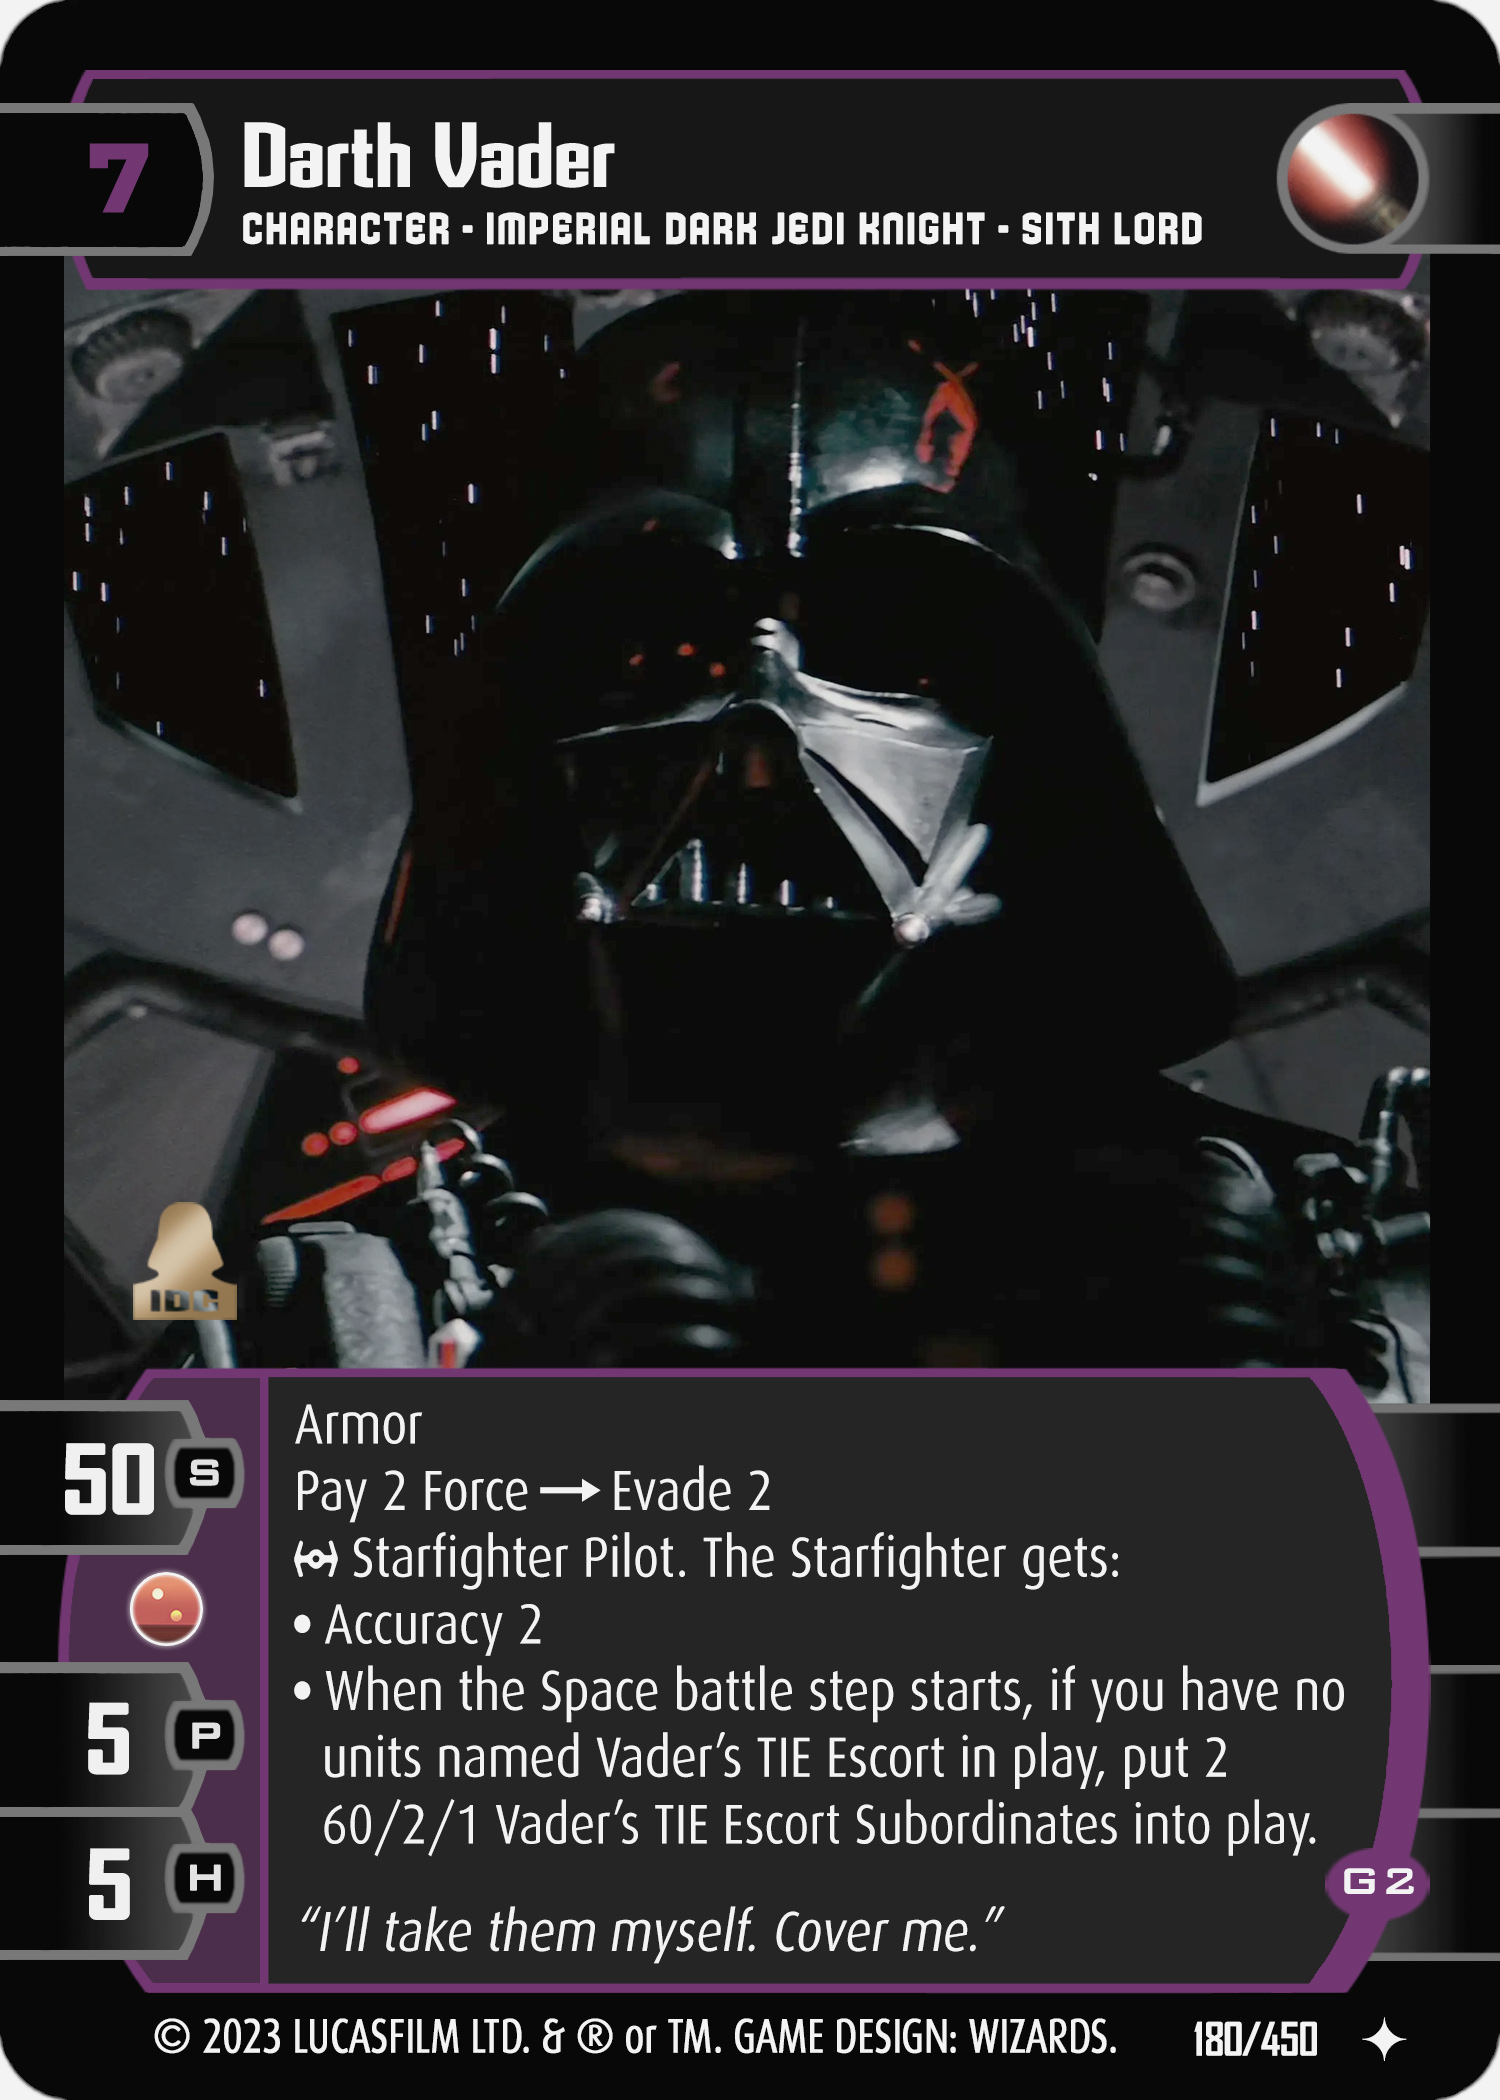 7
Darth Vader
CHARACTER - IMPERIAL DARK JEDI KNIGHT - SITH LORD
IDC
50 S
5 P
5 H
Armor
Pay 2 Force → Evade 2
Starfighter Pilot. The Starfighter gets:
• Accuracy 2
• When the Space battle step starts, if you have no
units named Vader's TIE Escort in play, put 2
60/2/1 Vader's TIE Escort Subordinates into play.
"I'll take them myself. Cover me."
G2
© 2023 LUCASFILM LTD. & ® or TM. GAME DESIGN: WIZARDS.
180/450